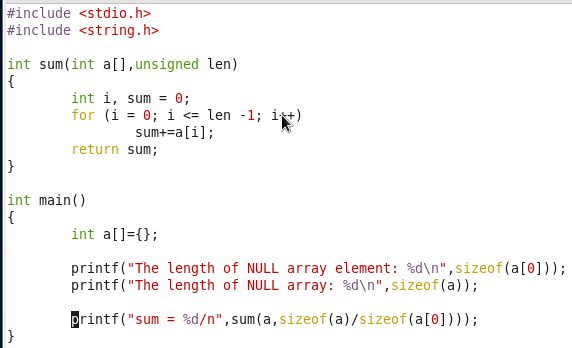 #include <stdio.h>
#include <string.h>
int sum(int a[],unsigned len)
{
int i, sum = 0;
for (i = 0; i <= len -1; i++)
sum+=a[i];
return sum;
}
int main()
{
int a[]={};
printf("The length of NULL array element: %d\n",sizeof(a[0]));
printf("The length of NULL array: %d\n",sizeof(a));
printf("sum = %d/n",sum(a,sizeof(a)/sizeof(a[0])));
}